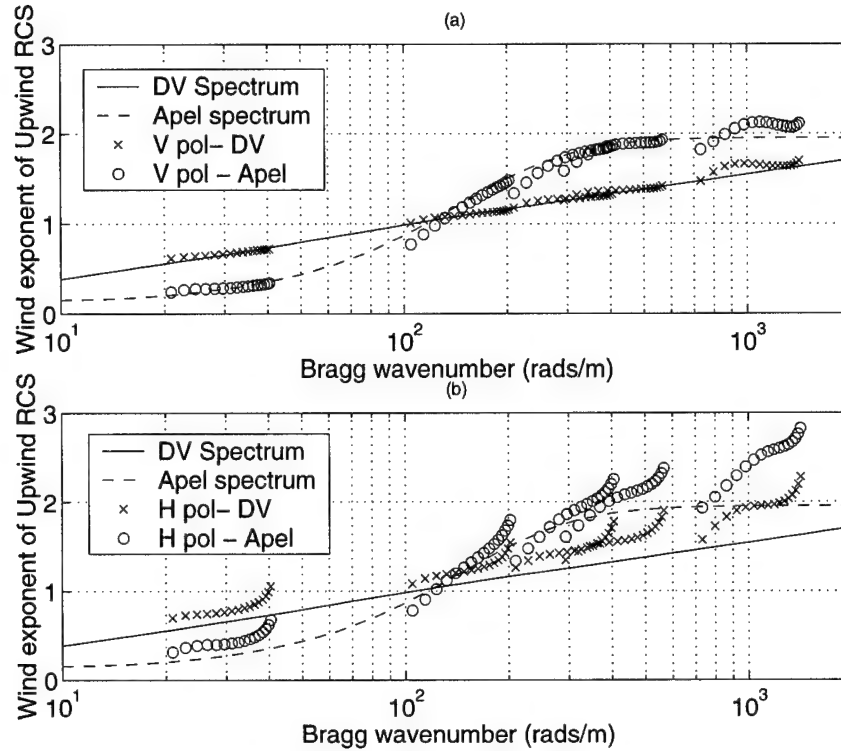 (a)
Wind exponent of Upwind RCS
3
2
1
0
DV Spectrum
Apel spectrum
V pol– DV
V pol – Apel
10^1
10^2
10^3
Bragg wavenumber (rads/m)
(b)
Wind exponent of Upwind RCS
3
2
1
0
DV Spectrum
Apel spectrum
H pol– DV
H pol – Apel
10^1
10^2
10^3
Bragg wavenumber (rads/m)